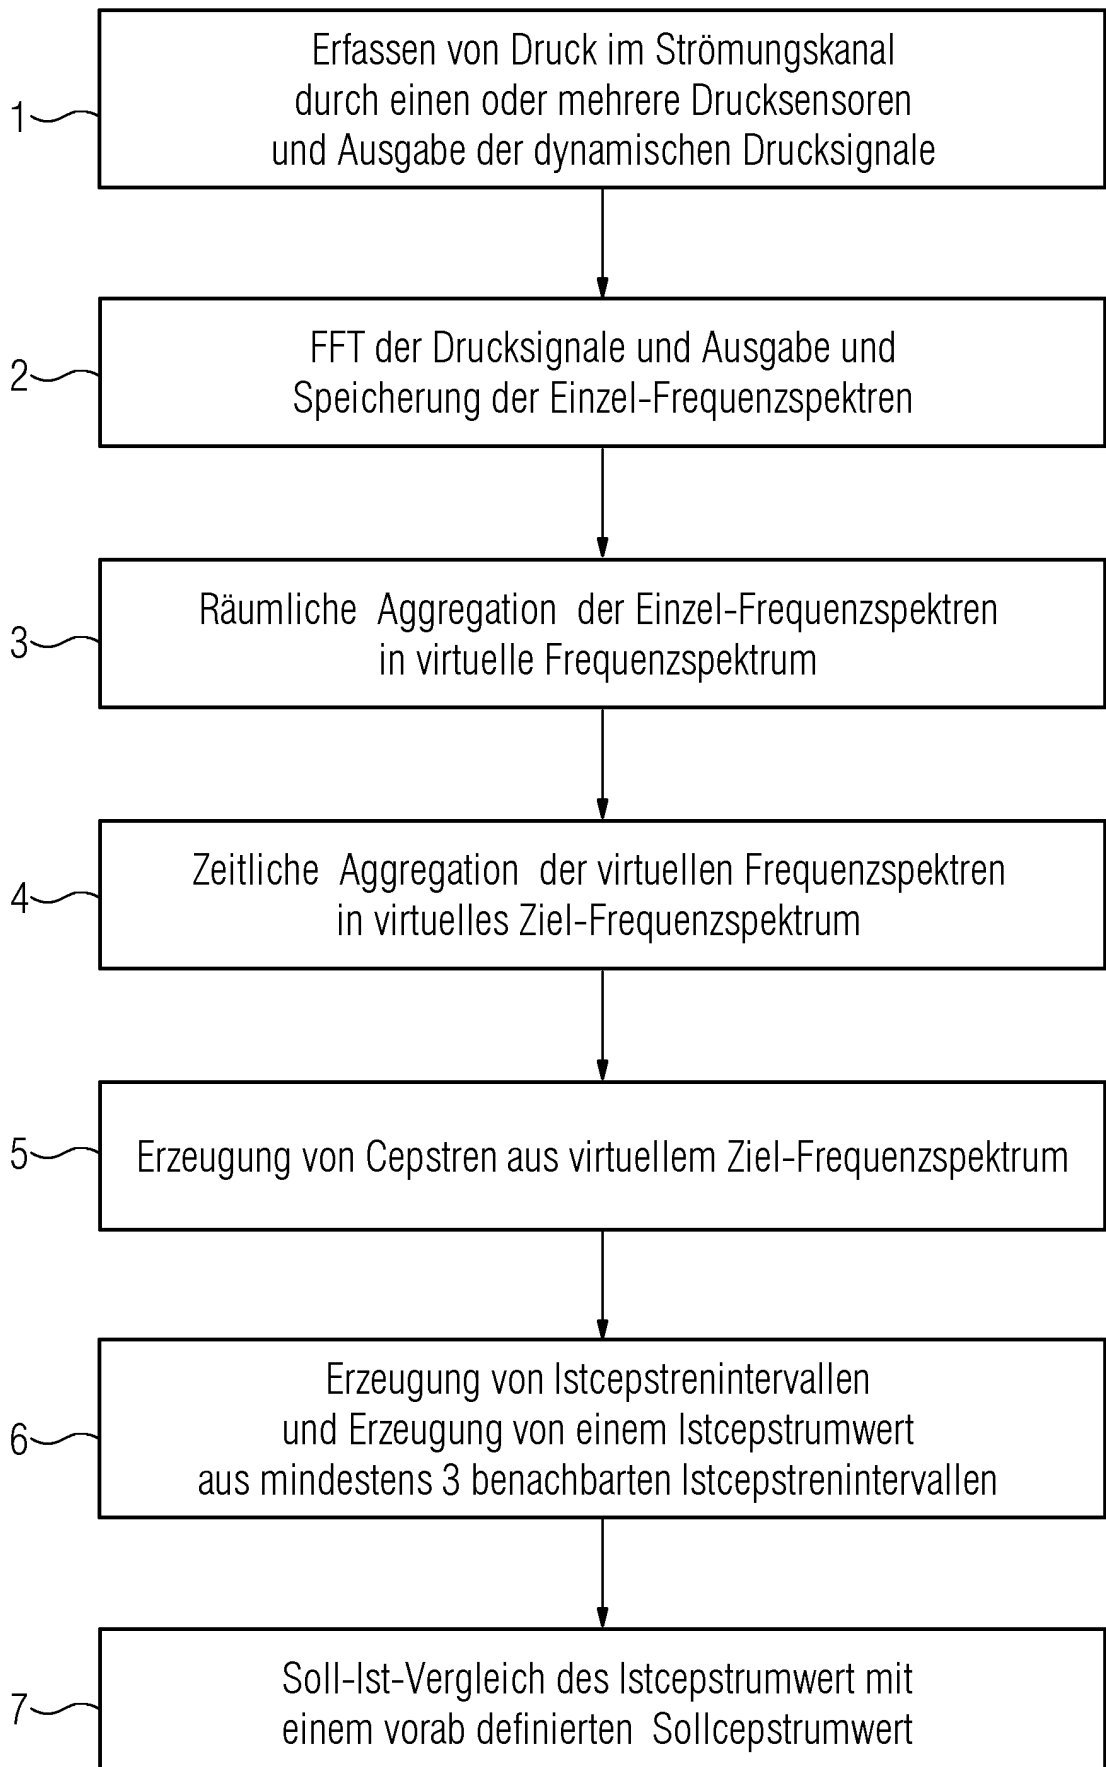 Erfassen von Druck im Strömungskanal
1 durch einen oder mehrere Drucksensoren
und Ausgabe der dynamischen Drucksignale
FFT der Drucksignale und Ausgabe und
2 Speicherung der Einzel-Frequenzspektren
Räumliche Aggregation der Einzel-Frequenzspektren
3 in virtuelle Frequenzspektrum
Zeitliche Aggregation der virtuellen Frequenzspektren
4 in virtuelles Ziel-Frequenzspektrum
5 Erzeugung von Cepstren aus virtuellem Ziel-Frequenzspektrum
Erzeugung von Istcepstrenintervallen
6 und Erzeugung von einem Istcepstrumwert
aus mindestens 3 benachbarten Istcepstrenintervallen
Soll-Ist-Vergleich des Istcepstrumwert mit
7 einem vorab definierten Sollcepstrumwert